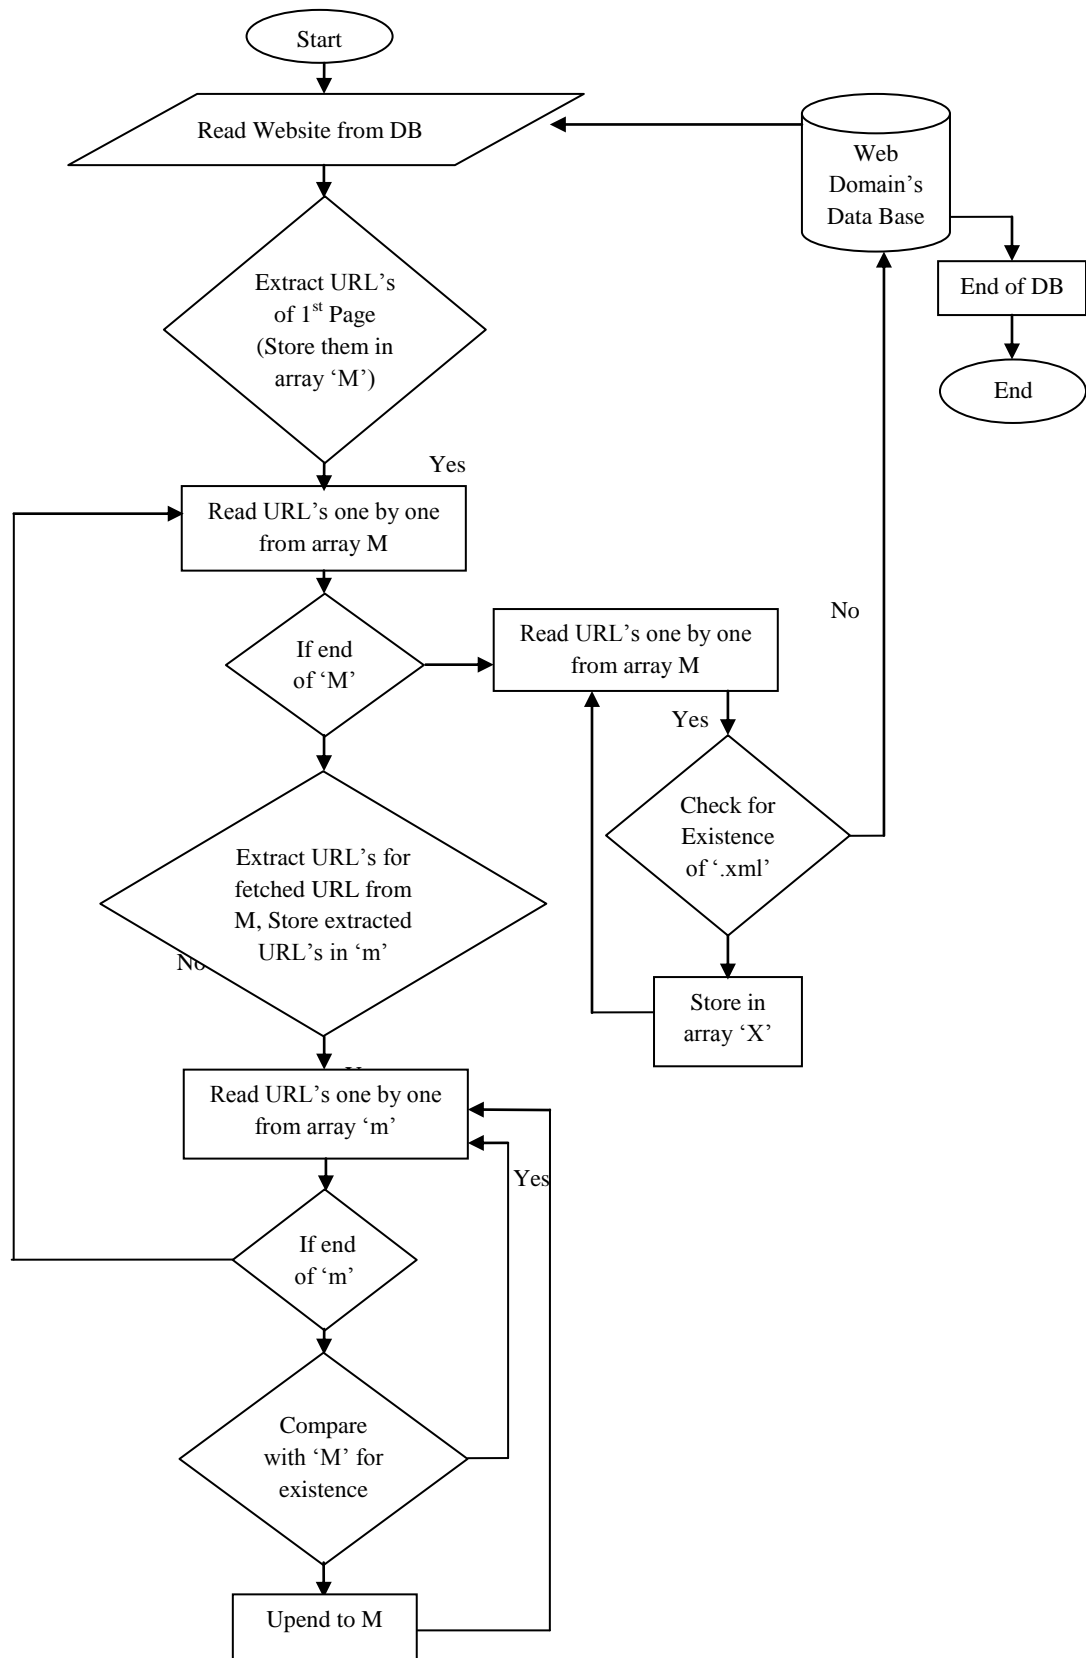 Start
Read Website from DB
Web
Domain’s
Data Base
Extract URL’s
of 1st Page
(Store them in
array ‘M’)
End of DB
End
Yes
Read URL’s one by one
from array M
If end
of ‘M’
Read URL’s one by one
from array M
No
Yes
Check for
Existence
of ‘.xml’
Extract URL’s for
fetched URL from
M, Store extracted
URL’s in ‘m’
No
Store in
array ‘X’
Read URL’s one by one
from array ‘m’
Yes
If end
of ‘m’
Compare
with ‘M’ for
existence
Upend to M